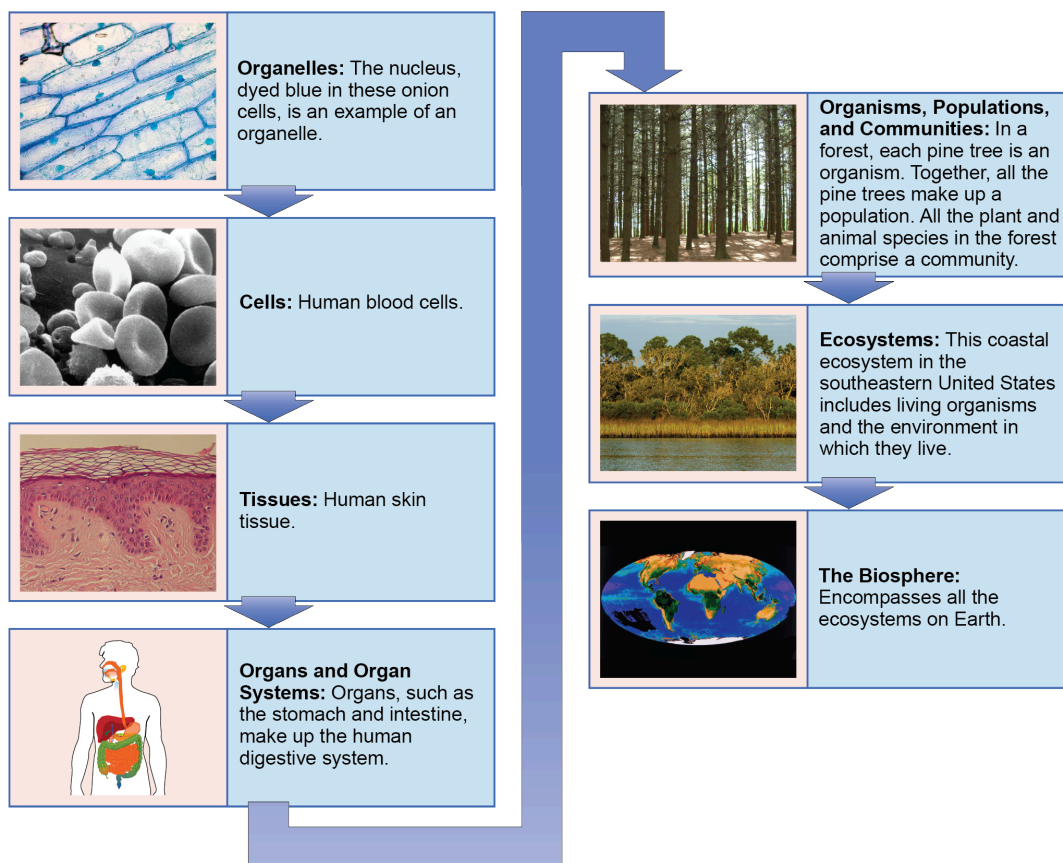 Organelles: The nucleus,
dyed blue in these onion
cells, is an example of an
organelle.
Cells: Human blood cells.
Tissues: Human skin
tissue.
Organs and Organ
Systems: Organs, such as
the stomach and intestine,
make up the human
digestive system.
Organisms, Populations,
and Communities: In a
forest, each pine tree is an
organism. Together, all the
pine trees make up a
population. All the plant and
animal species in the forest
comprise a community.
Ecosystems: This coastal
ecosystem in the
southeastern United States
includes living organisms
and the environment in
which they live.
The Biosphere:
Encompasses all the
ecosystems on Earth.